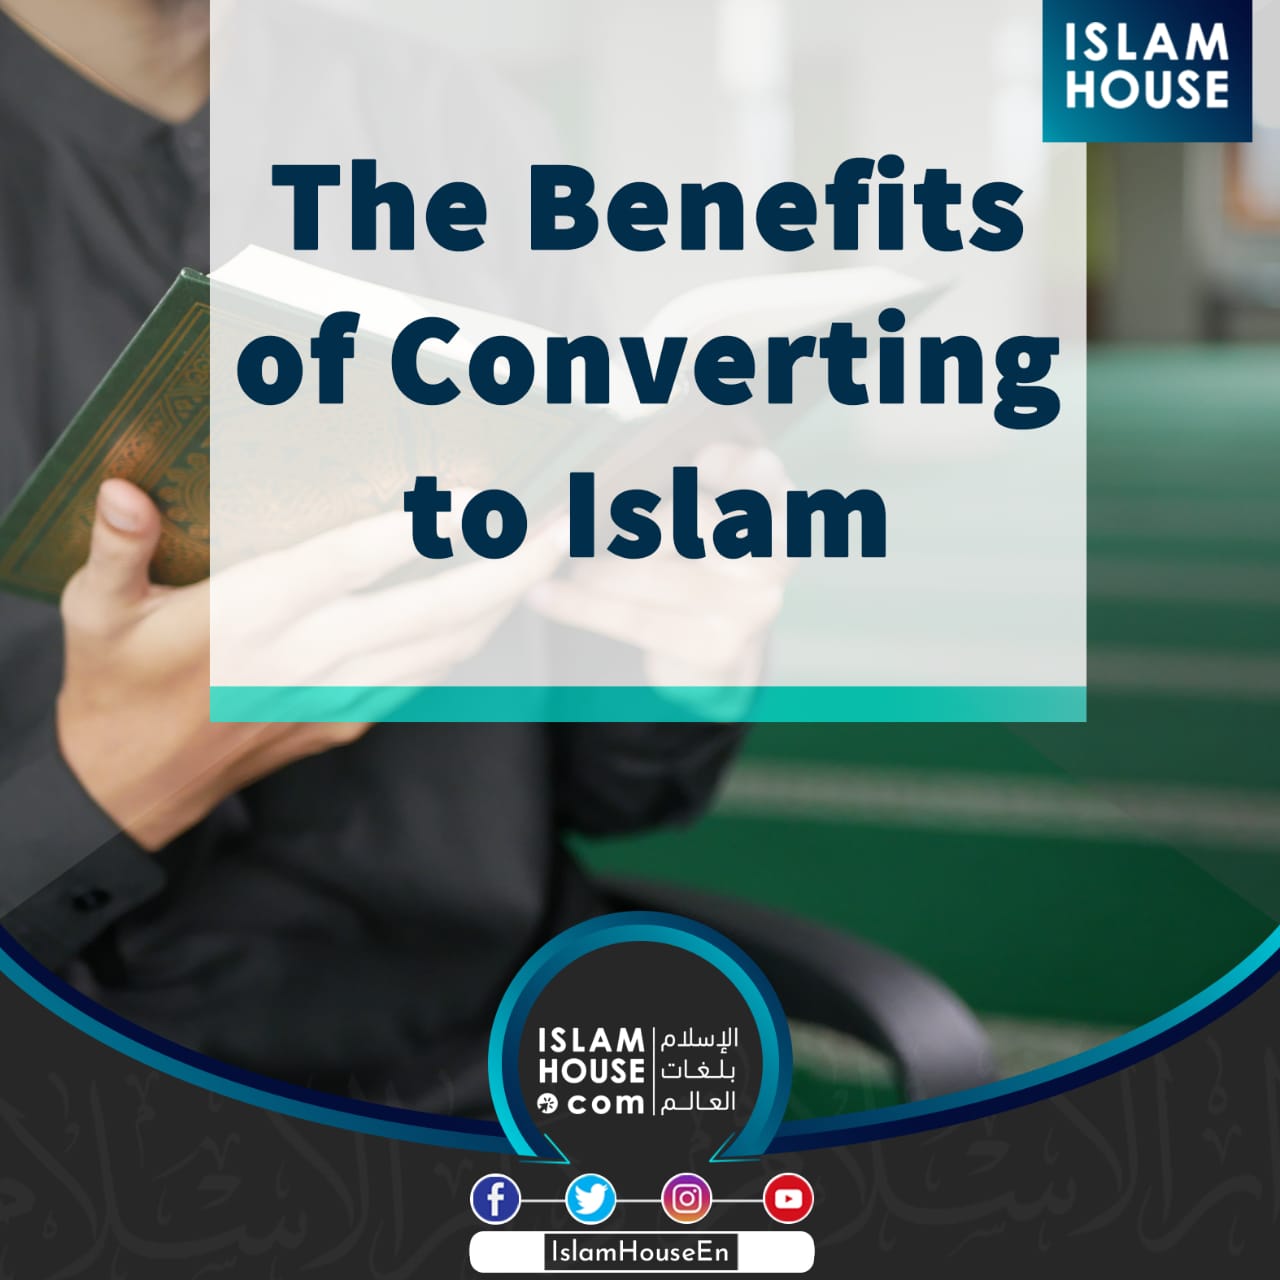 ISLAM
HOUSE
The Benefits
of Converting
to Islam
ISLAM
HOUSE
com
الإسلام
بلغات
العالم
IslamHouseEn